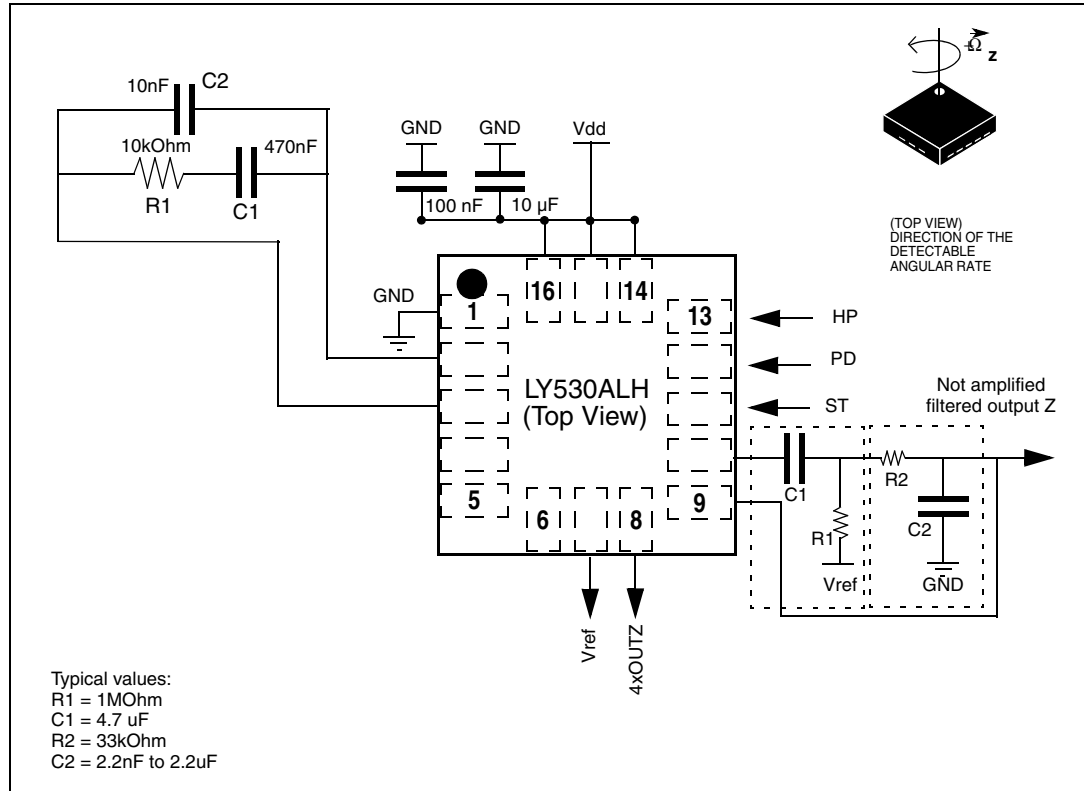 10nF
C2
10kOhm
470nF
R1
C1
GND
GND
Vdd
100 nF
10 µF
+Ω z
(TOP VIEW)
DIRECTION OF THE
DETECTABLE
ANGULAR RATE
GND
1
16
14
13
HP
PD
ST
LY530ALH
(Top View)
Not amplified
filtered output Z
5
6
8
9
C1
R1
Vref
R2
C2
GND
Vref
4xOUTZ
Typical values:
R1 = 1MOhm
C1 = 4.7 uF
R2 = 33kOhm
C2 = 2.2nF to 2.2uF